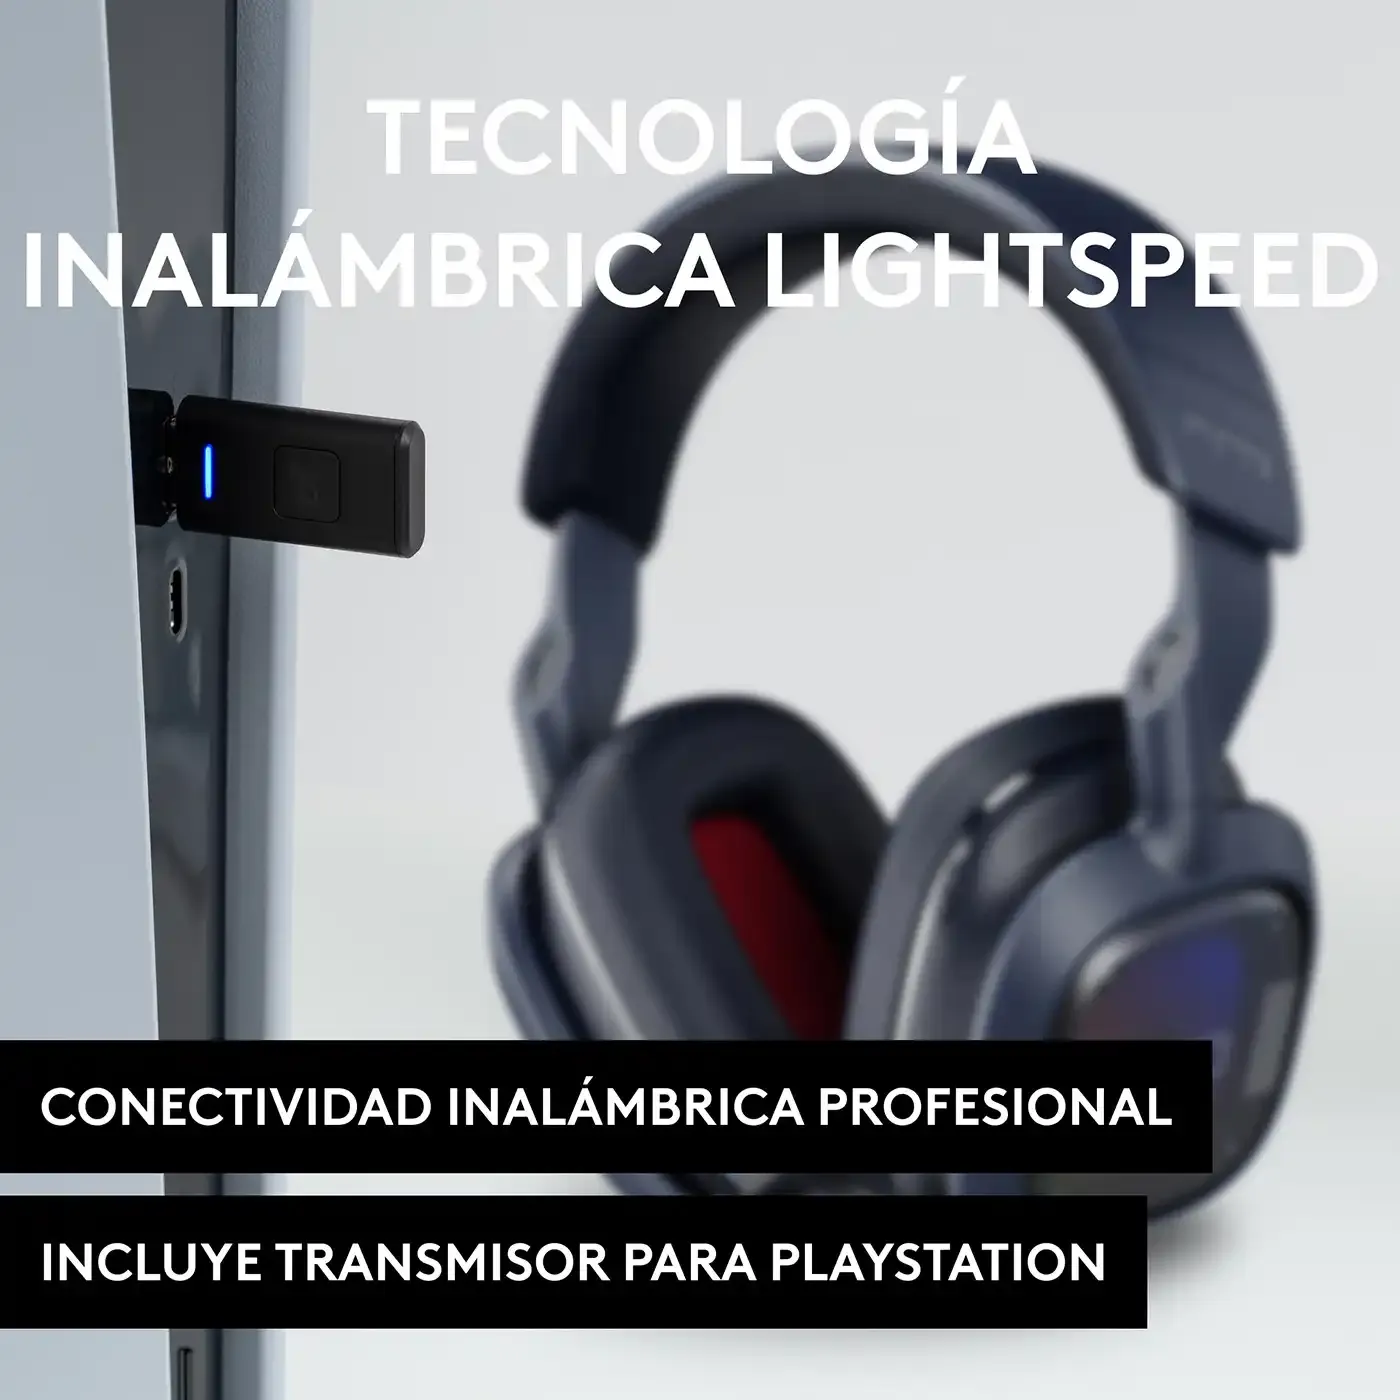 TECNOLOGÍA
INALÁMBRICA LIGHTSPEED
CONECTIVIDAD INALÁMBRICA PROFESIONAL
INCLUYE TRANSMISOR PARA PLAYSTATION